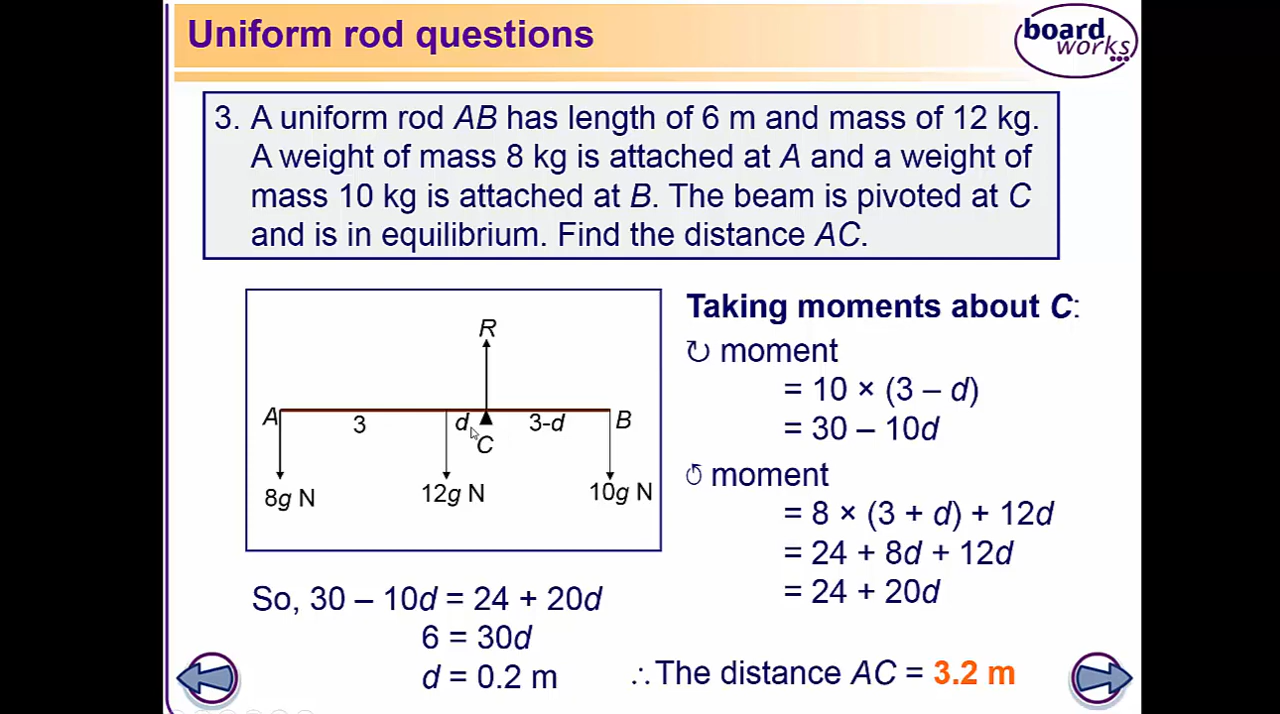 Uniform rod questions
board
works
3. A uniform rod AB has length of 6 m and mass of 12 kg.
A weight of mass 8 kg is attached at A and a weight of
mass 10 kg is attached at B. The beam is pivoted at C
and is in equilibrium. Find the distance AC.
R
A
3
d
C
3-d
B
8g N
12g N
10g N
Taking moments about C:
↻ moment
= 10 × (3 – d)
= 30 – 10d
↺ moment
= 8 × (3 + d) + 12d
= 24 + 8d + 12d
= 24 + 20d
So, 30 – 10d = 24 + 20d
6 = 30d
d = 0.2 m
∴ The distance AC = 3.2 m